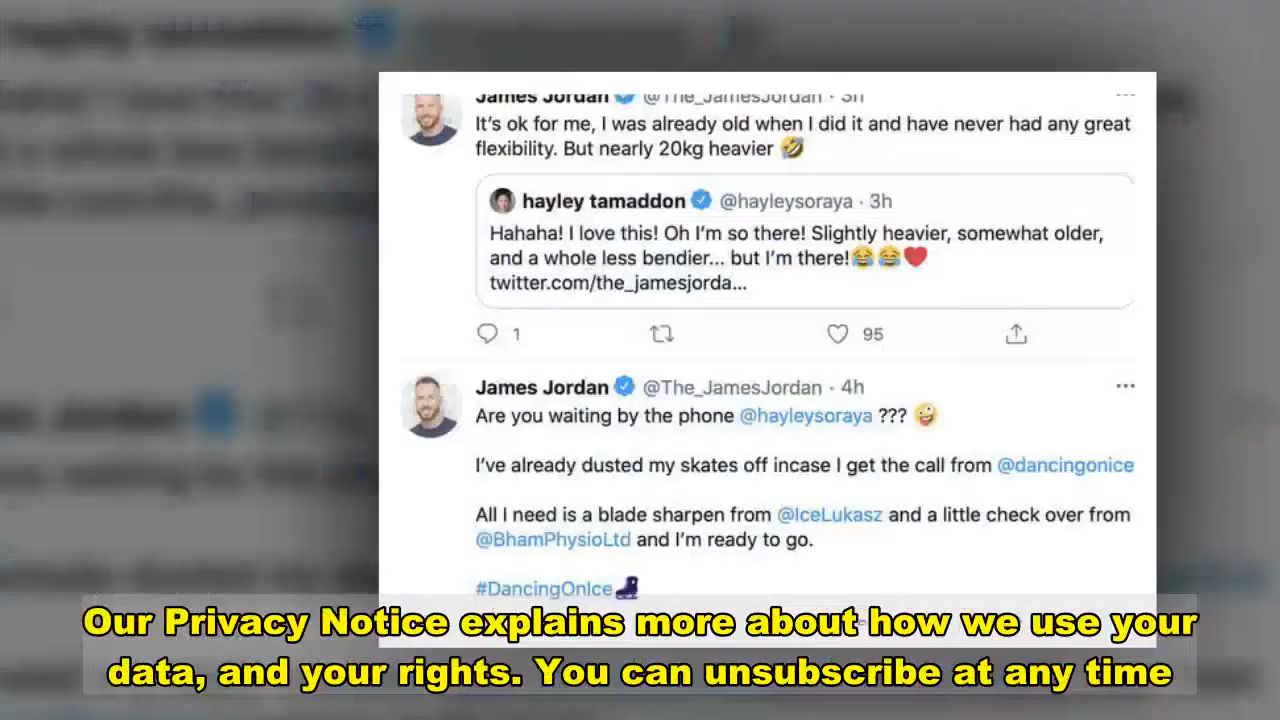 James Jordan @The_JamesJordan · 3h
It's ok for me, I was already old when I did it and have never had any great
flexibility. But nearly 20kg heavier 🤣
hayley tamaddon @hayleysoraya · 3h
Hahaha! I love this! Oh I'm so there! Slightly heavier, somewhat older,
and a whole less bendier... but I'm there!😂😂❤️
twitter.com/the_jamesjorda...
1 95
James Jordan @The_JamesJordan · 4h
Are you waiting by the phone @hayleysoraya ??? 🤪
I've already dusted my skates off incase I get the call from @dancingonice
All I need is a blade sharpen from @IceLukasz and a little check over from
@BhamPhysioLtd and I'm ready to go.
#DancingOnIce
Our Privacy Notice explains more about how we use your
data, and your rights. You can unsubscribe at any time